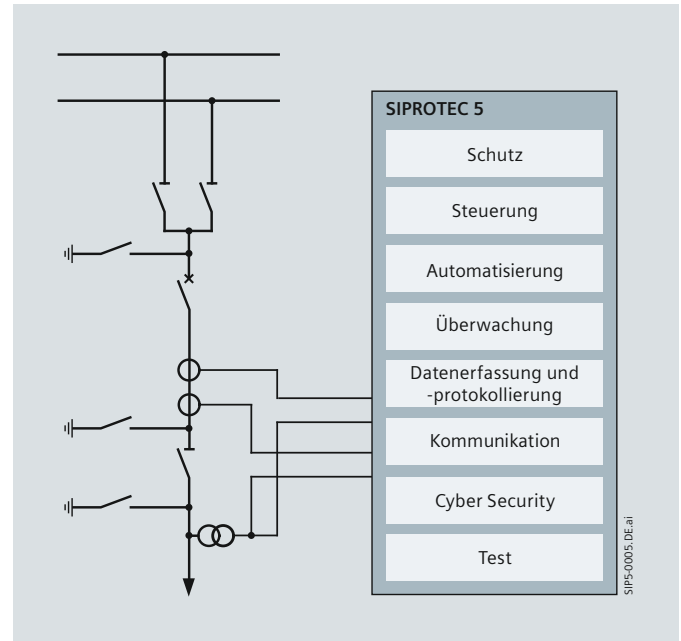 SIPROTEC 5
Schutz
Steuerung
Automatisierung
Überwachung
Datenerfassung und
-protokollierung
Kommunikation
Cyber Security
Test
SIP5-0005.DE.ai